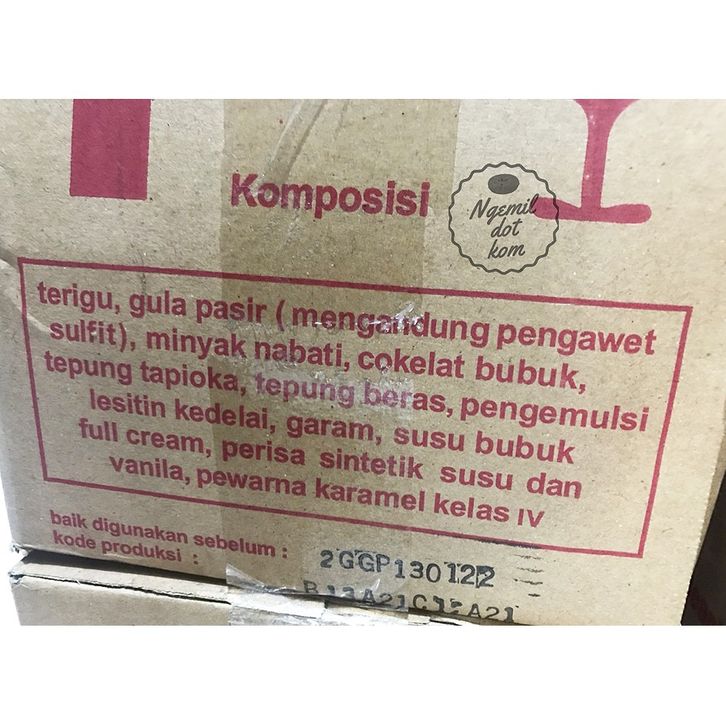 Komposisi
Ngemil
dot
kom
terigu, gula pasir ( mengandung pengawet
sulfit), minyak nabati, cokelat bubuk,
tepung tapioka, tepung beras, pengemulsi
lesitin kedelai, garam, susu bubuk
full cream, perisa sintetik susu dan
vanila, pewarna karamel kelas IV
baik digunakan sebelum : 2GGP130122
kode produksi :